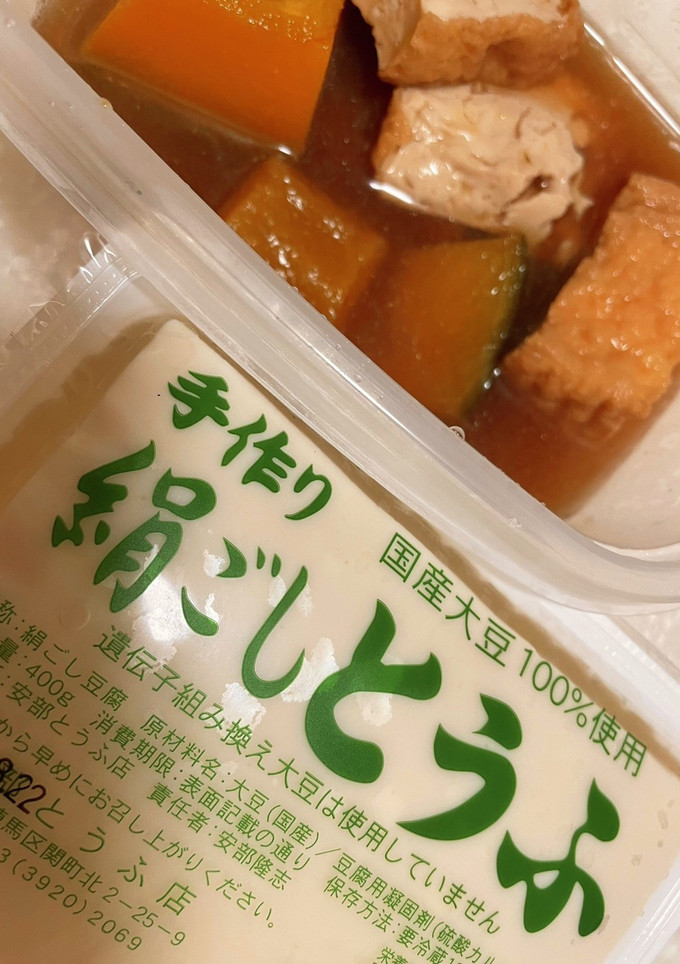 手作り
絹ごしとうふ
国産大豆100%使用
遺伝子組み換え大豆は使用していません
称:絹ごし豆腐 原材料名:大豆(国産)/豆腐用凝固剤(硫酸カル
量:400g 消費期限:表面記載の通り 保存方法:要冷蔵10
:安部とうふ店 責任者:安部隆志
から早めにお召し上がりください。
とうふ店
馬区関町北2-25-9
3(3920)2069